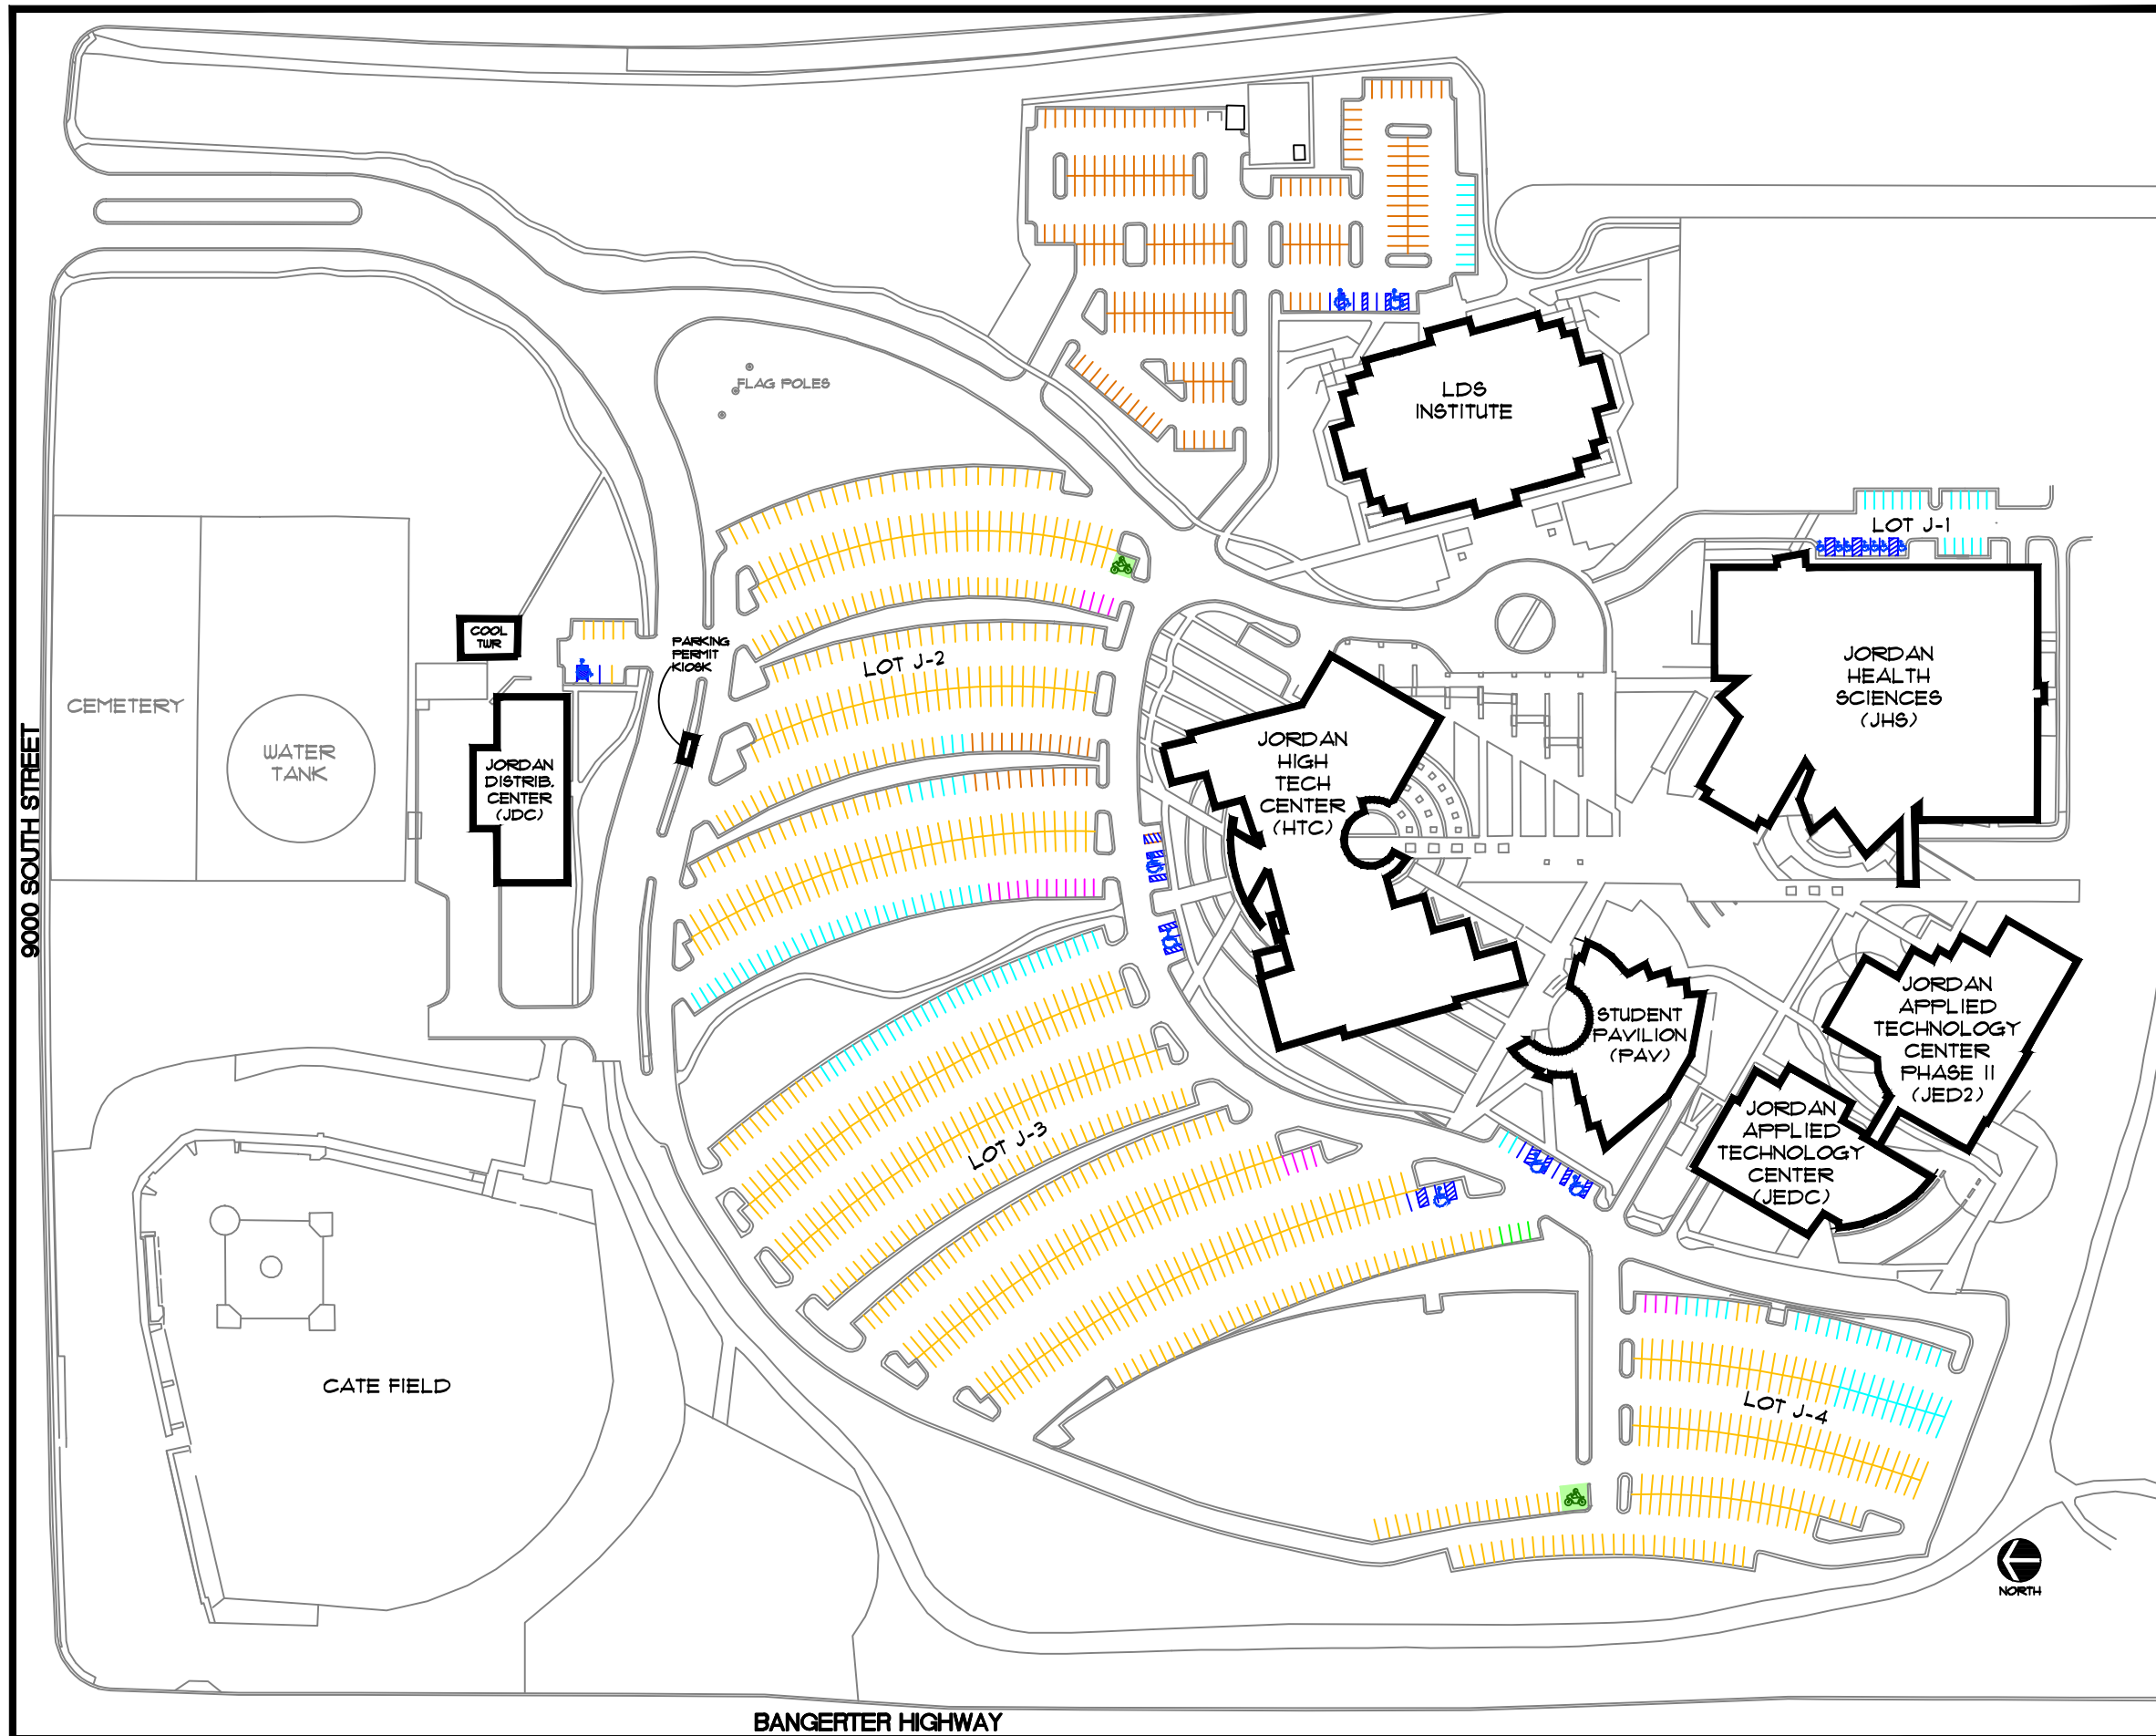 FLAG POLES
LDS
INSTITUTE
LOT J-1
COOL
TWR
PARKING
PERMIT
KIOSK
LOT J-2
CEMETERY
WATER
TANK
JORDAN
DISTRIB.
CENTER
(JDC)
JORDAN
HIGH
TECH
CENTER
(HTC)
JORDAN
HEALTH
SCIENCES
(JHS)
9000 SOUTH STREET
STUDENT
PAVILION
(PAV)
JORDAN
APPLIED
TECHNOLOGY
CENTER
PHASE II
(JED2)
JORDAN
APPLIED
TECHNOLOGY
CENTER
(JEDC)
LOT J-3
CATE FIELD
LOT J-4
NORTH
BANGERTER HIGHWAY